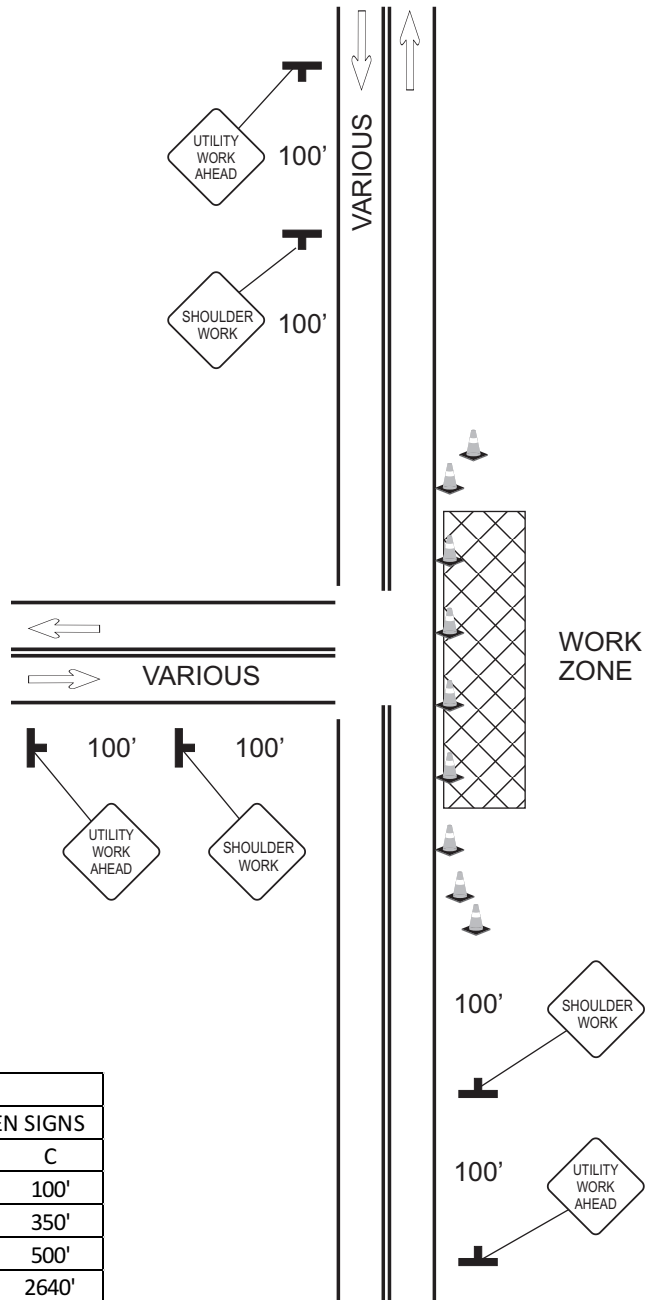 UTILITY
WORK
AHEAD
100'
VARIOUS
SHOULDER
WORK
100'
WORK
ZONE
VARIOUS
100'
100'
UTILITY
WORK
AHEAD
SHOULDER
WORK
100'
SHOULDER
WORK
100'
UTILITY
WORK
AHEAD
SIGNS
C
100'
350'
500'
2640'